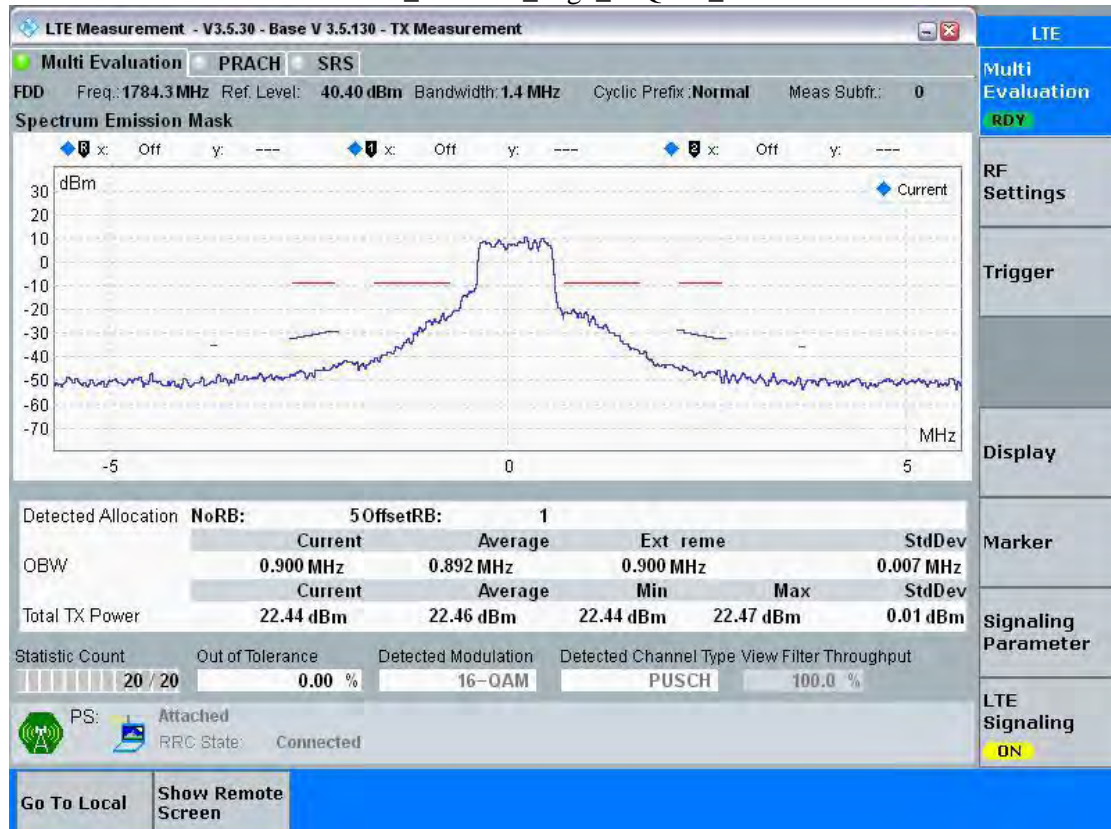 LTE Measurement - V3.5.30 - Base V 3.5.130 - TX Measurement
LTE
Multi Evaluation PRACH SRS
Multi Evaluation
RDY
FDD Freq.: 1784.3 MHz Ref. Level: 40.40 dBm Bandwidth: 1.4 MHz Cyclic Prefix : Normal Meas Subfr.: 0
Spectrum Emission Mask
R x: Off y: --- 1 x: Off y: --- 2 x: Off y: ---
dBm
Current
30
20
10
0
-10
-20
-30
-40
-50
-60
-70
MHz
-5 0 5
RF Settings
Trigger
Display
Marker
Signaling Parameter
LTE Signaling
ON
Detected Allocation NoRB: 5 OffsetRB: 1
Current Average Ext reme StdDev
OBW 0.900 MHz 0.892 MHz 0.900 MHz 0.007 MHz
Current Average Min Max StdDev
Total TX Power 22.44 dBm 22.46 dBm 22.44 dBm 22.47 dBm 0.01 dBm
Statistic Count Out of Tolerance Detected Modulation Detected Channel Type View Filter Throughput
20 / 20 0.00 % 16-QAM PUSCH 100.0 %
PS: Attached
RRC State: Connected
Go To Local
Show Remote Screen